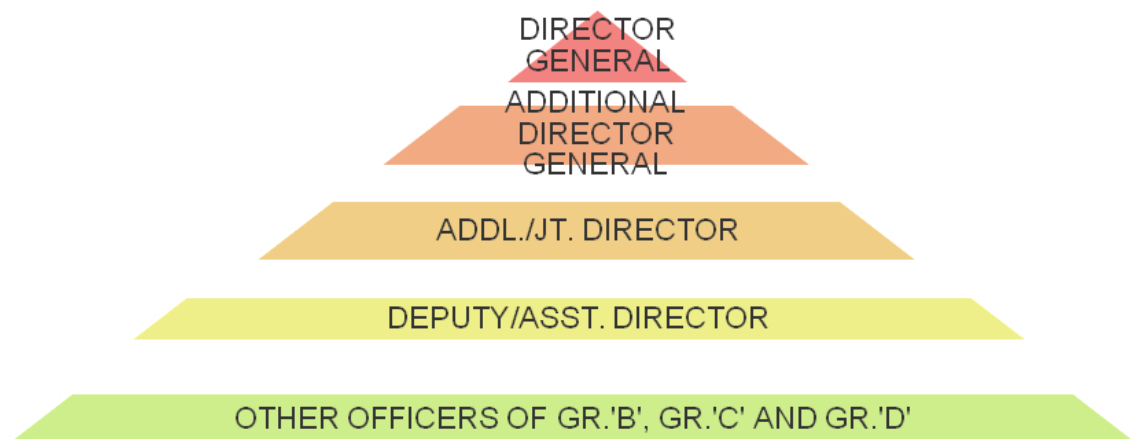 DIRECTOR
GENERAL
ADDITIONAL
DIRECTOR
GENERAL
ADDL./JT. DIRECTOR
DEPUTY/ASST. DIRECTOR
OTHER OFFICERS OF GR.'B', GR.'C' AND GR.'D'